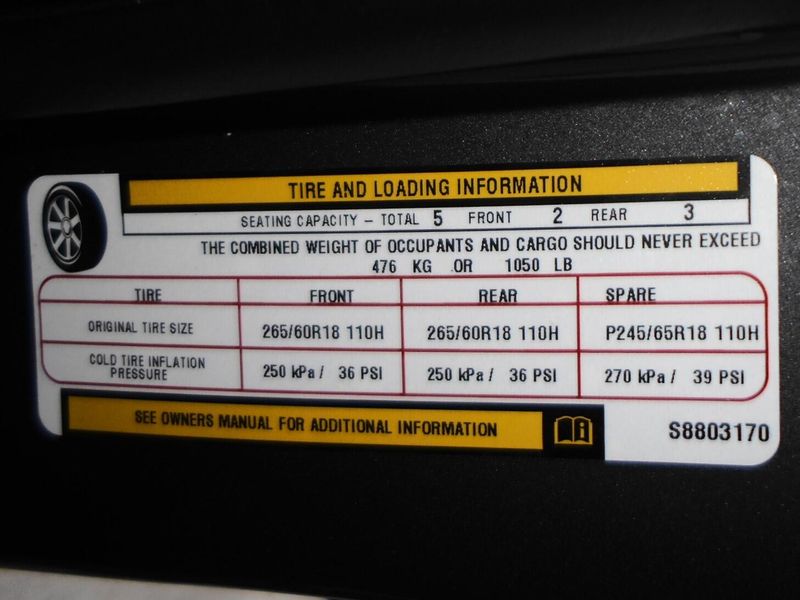 TIRE AND LOADING INFORMATION
SEATING CAPACITY – TOTAL 5 FRONT 2 REAR 3
THE COMBINED WEIGHT OF OCCUPANTS AND CARGO SHOULD NEVER EXCEED
476 KG OR 1050 LB
TIRE FRONT REAR SPARE
ORIGINAL TIRE SIZE 265/60R18 110H 265/60R18 110H P245/65R18 110H
COLD TIRE INFLATION
PRESSURE 250 kPa / 36 PSI 250 kPa / 36 PSI 270 kPa / 39 PSI
SEE OWNERS MANUAL FOR ADDITIONAL INFORMATION
S8803170